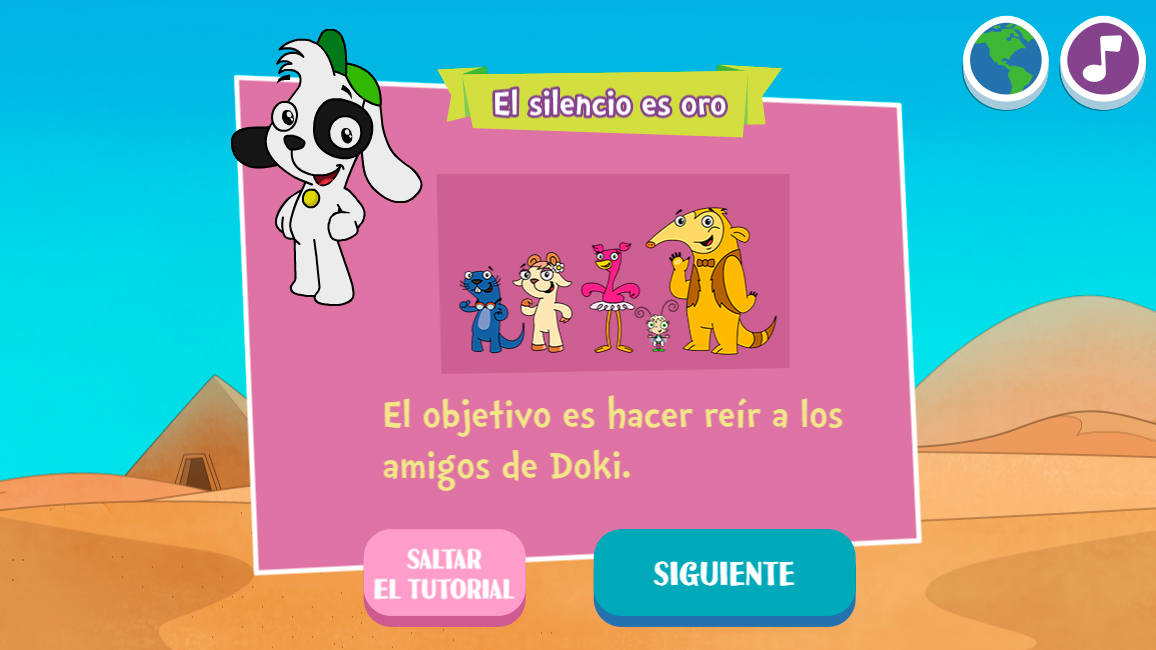 El silencio es oro
El objetivo es hacer reír a los
amigos de Doki.
SALTAR
EL TUTORIAL
SIGUIENTE